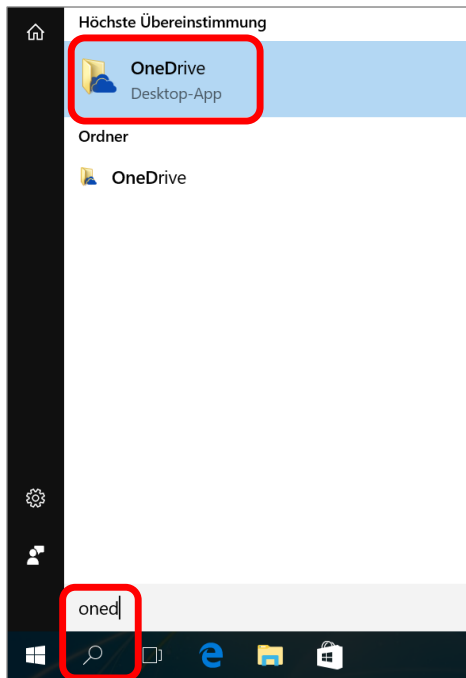 Höchste Übereinstimmung
OneDrive
Desktop-App
Ordner
OneDrive
oned